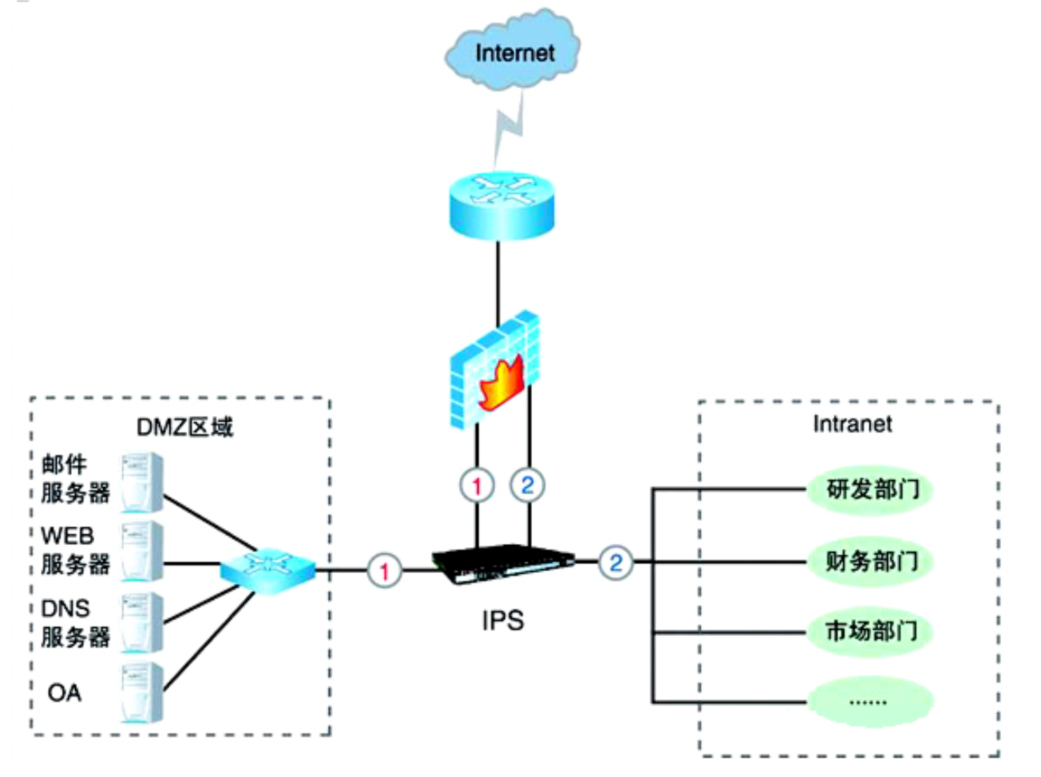 Internet
DMZ区域
邮件
服务器
WEB
服务器
DNS
服务器
OA
1
2
1
2
IPS
Intranet
研发部门
财务部门
市场部门
······